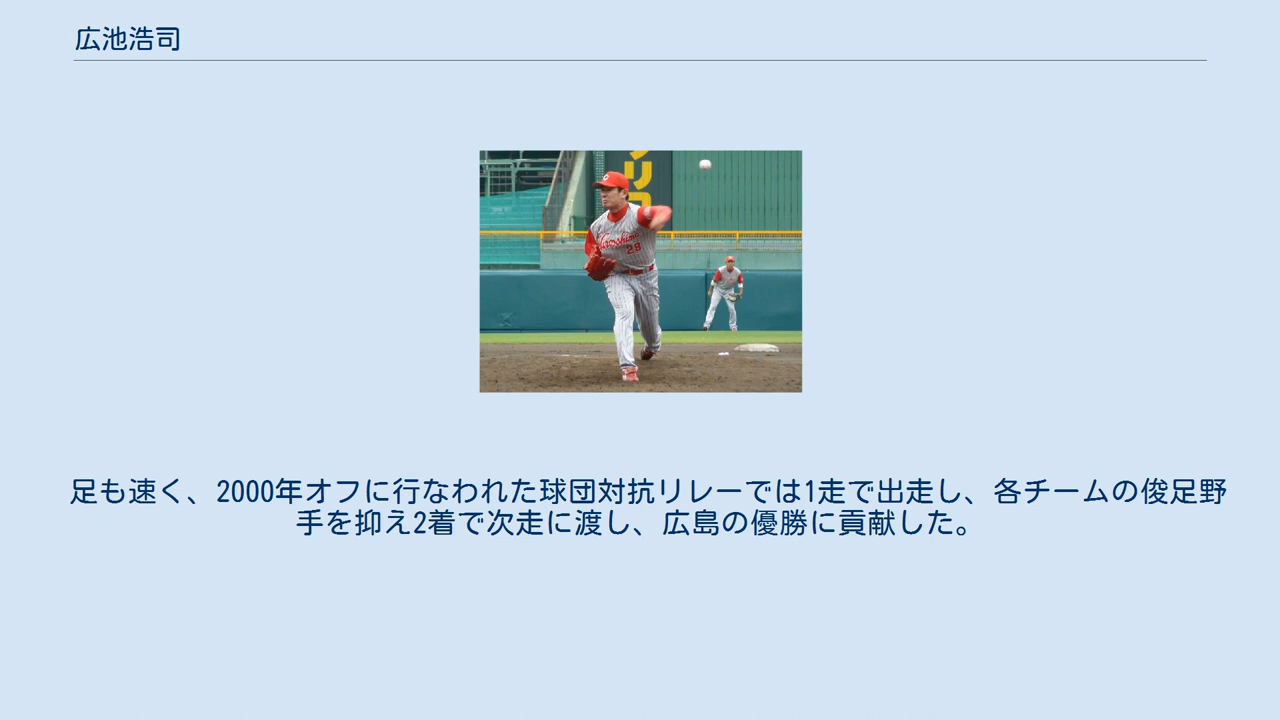 広池浩司
リ
Hiroshima
28
足も速く、2000年オフに行なわれた球団対抗リレーでは1走で出走し、各チームの俊足野
手を抑え2着で次走に渡し、広島の優勝に貢献した。